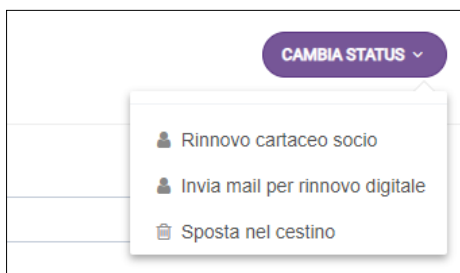 CAMBIA STATUS
Rinnovo cartaceo socio
Invia mail per rinnovo digitale
Sposta nel cestino